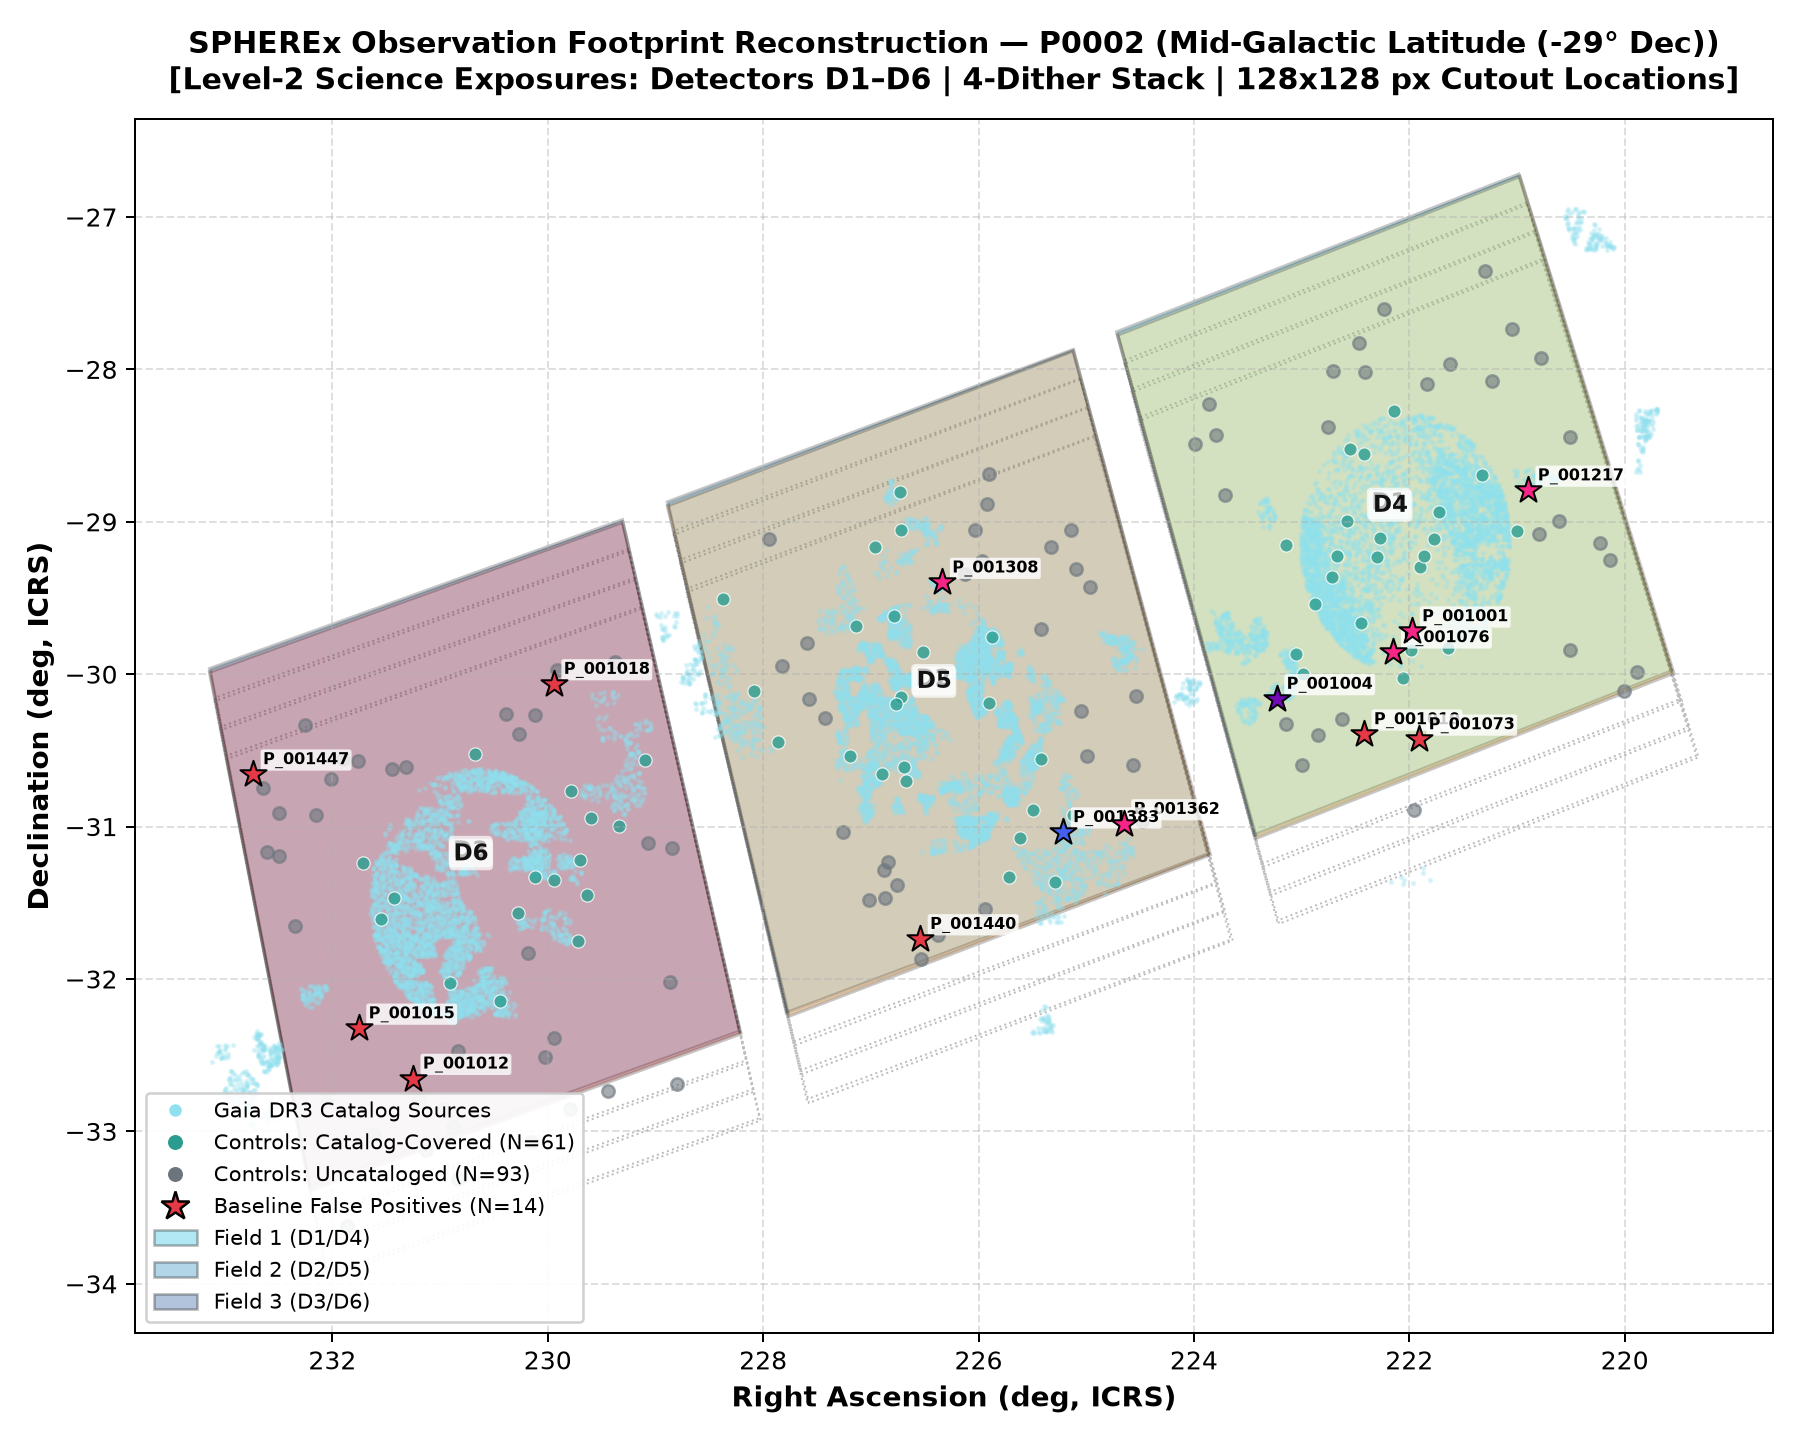 SPHEREx Observation Footprint Reconstruction — P0002 (Mid-Galactic Latitude (-29° Dec))
[Level-2 Science Exposures: Detectors D1–D6 | 4-Dither Stack | 128x128 px Cutout Locations]
Declination (deg, ICRS)
−27
−28
−29
−30
−31
−32
−33
−34
D4
P_001217
P_001308
P_001001
001076
P_001018
D5
P_001004
P_001073
P_001447
P_001362
P_001383
D6
P_001440
P_001015
P_001012
Gaia DR3 Catalog Sources
Controls: Catalog-Covered (N=61)
Controls: Uncataloged (N=93)
Baseline False Positives (N=14)
Field 1 (D1/D4)
Field 2 (D2/D5)
Field 3 (D3/D6)
232
230
228
226
224
222
220
Right Ascension (deg, ICRS)